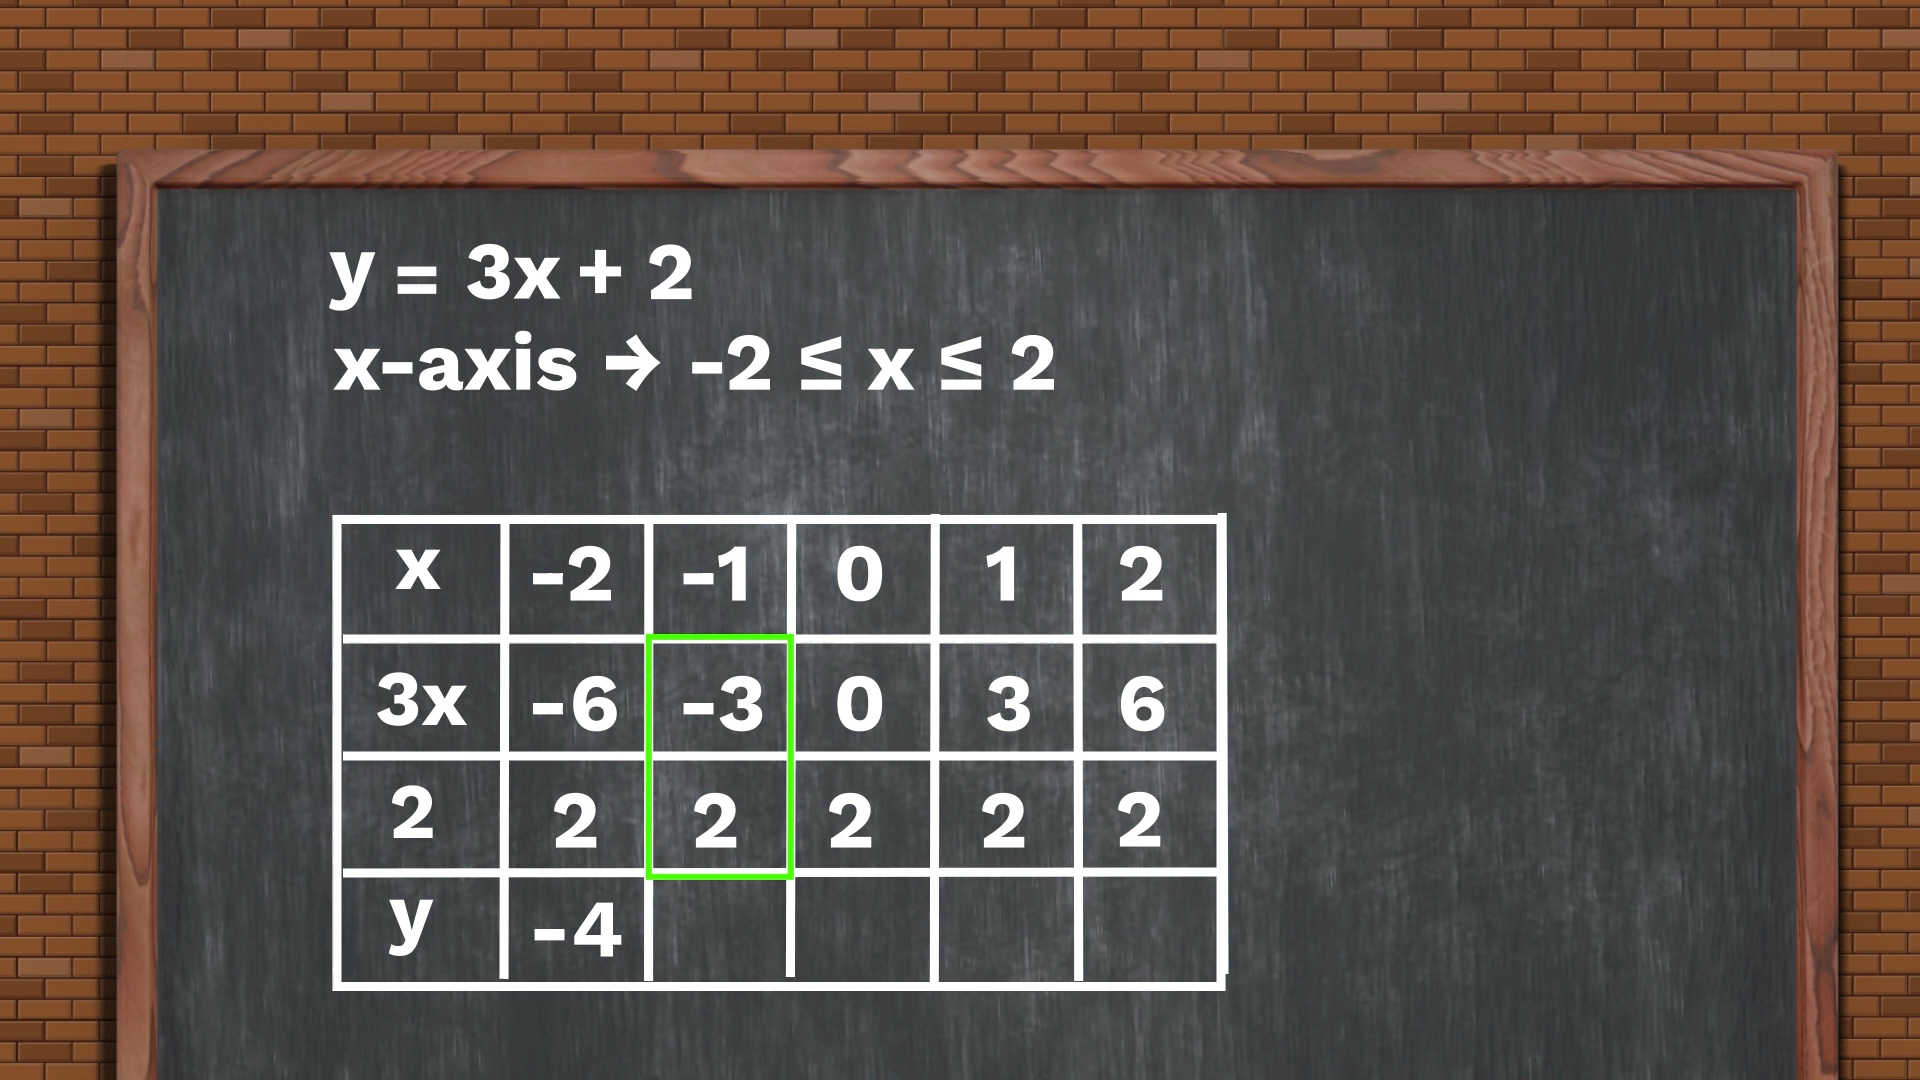 y = 3x + 2
x-axis → -2 ≤ x ≤ 2
x -2 -1 0 1 2
3x -6 -3 0 3 6
2 2 2 2 2 2
y -4